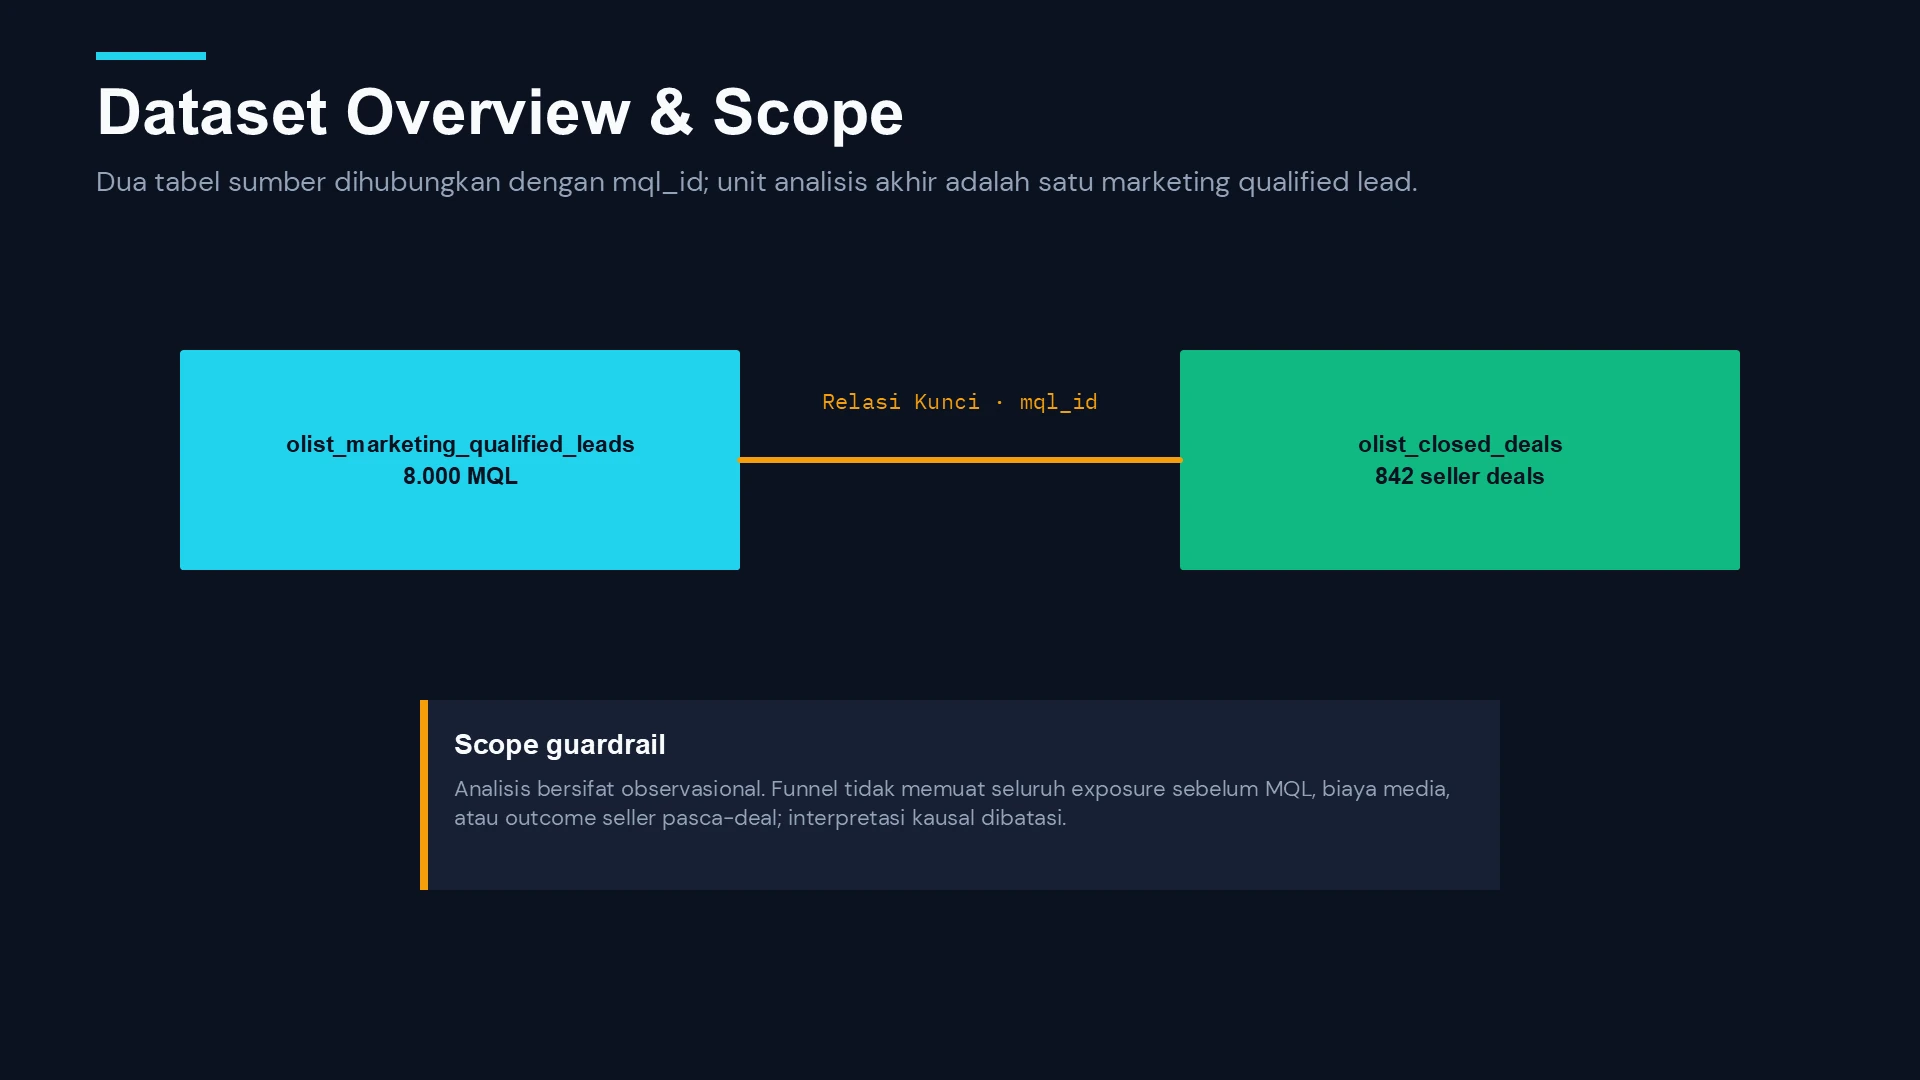 Dataset Overview & Scope
Dua tabel sumber dihubungkan dengan mql_id; unit analisis akhir adalah satu marketing qualified lead.
Relasi Kunci · mql_id
olist_marketing_qualified_leads
8.000 MQL
olist_closed_deals
842 seller deals
Scope guardrail
Analisis bersifat observasional. Funnel tidak memuat seluruh exposure sebelum MQL, biaya media,
atau outcome seller pasca-deal; interpretasi kausal dibatasi.